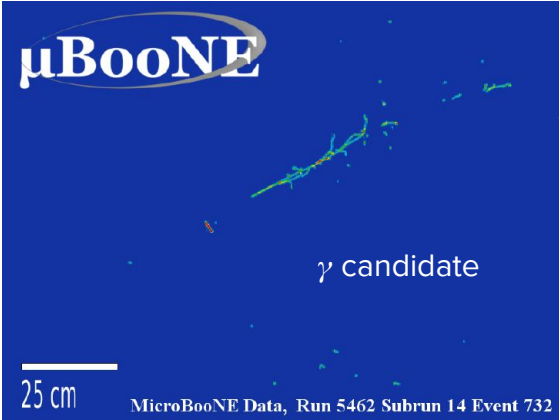 μBooNE
γ candidate
25 cm
MicroBooNE Data, Run 5462 Subrun 14 Event 732